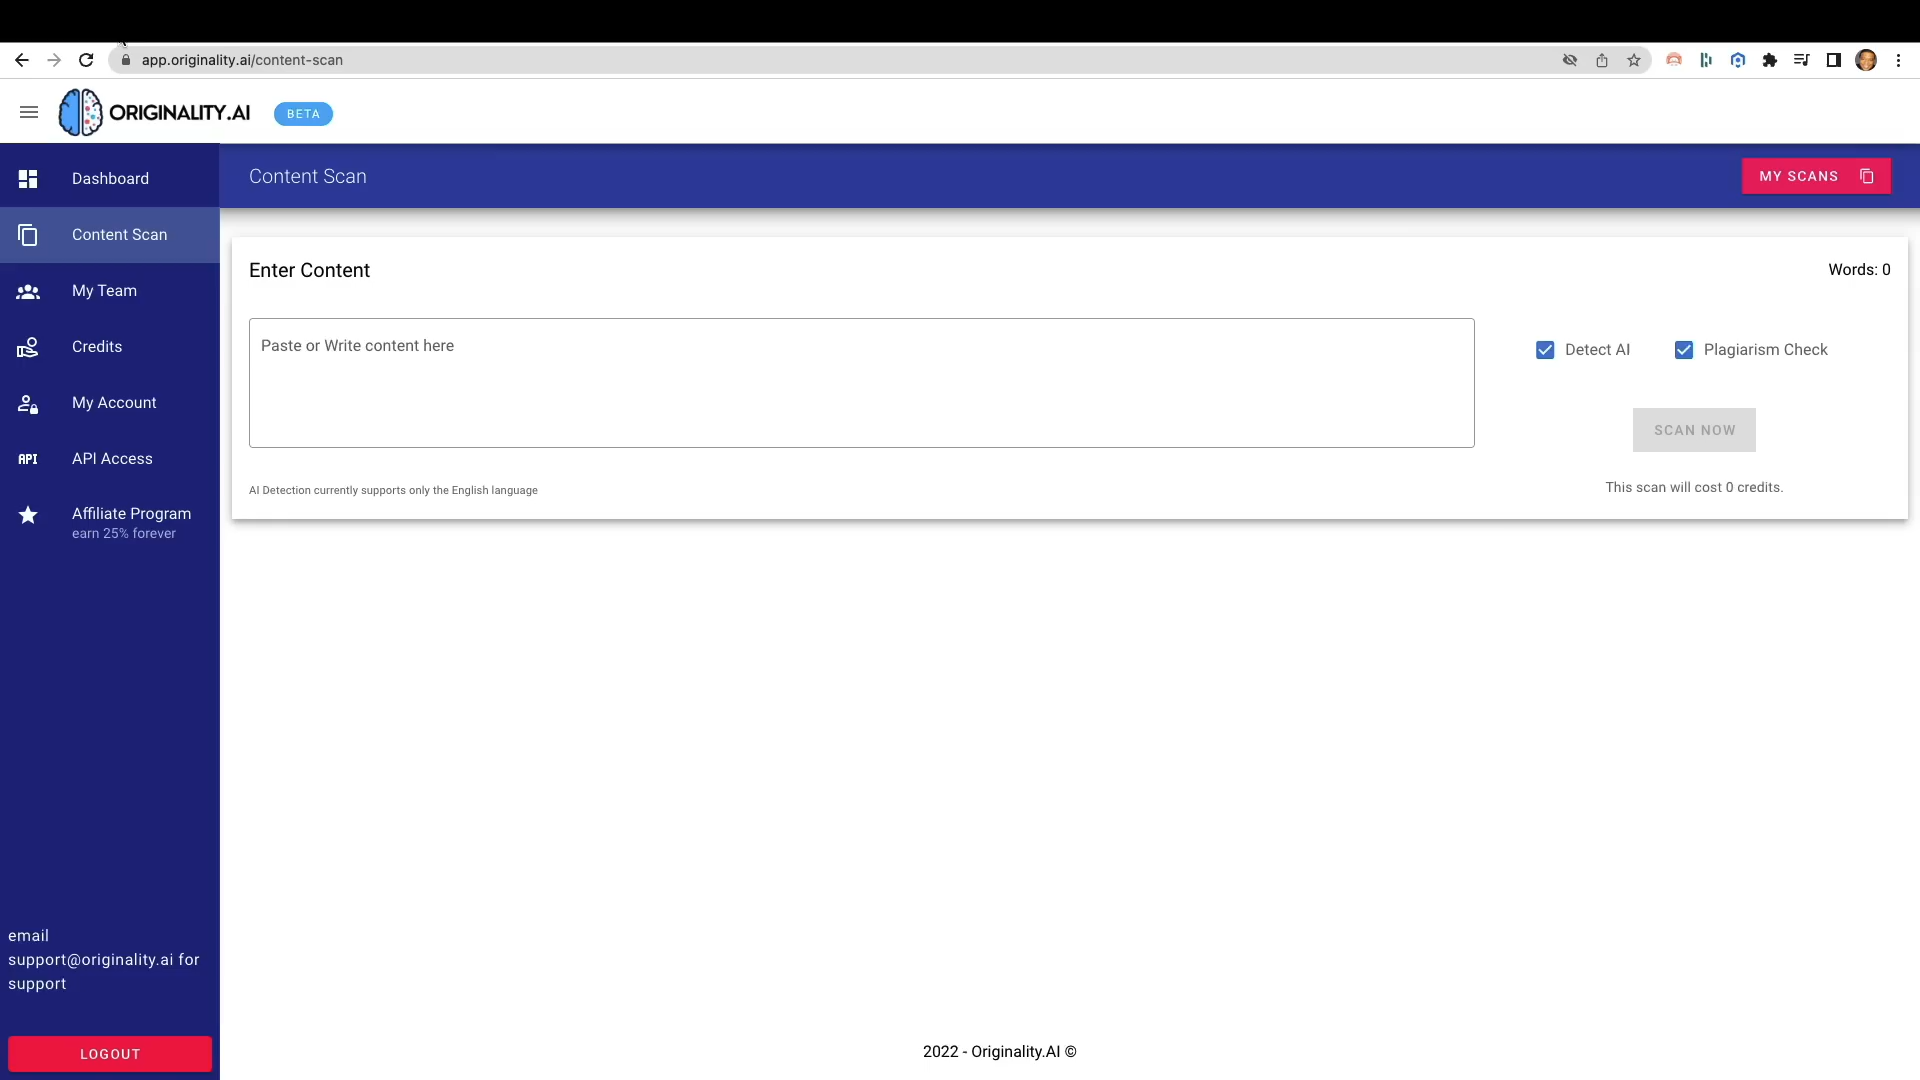 app.originality.ai/content-scan
ORIGINALITY.AI
BETA
Dashboard
Content Scan
My Team
Credits
My Account
API
API Access
Affiliate Program
earn 25% forever
email
support@originality.ai for
support
LOGOUT
Content Scan
MY SCANS
Enter Content
Words: 0
Paste or Write content here
Detect AI
Plagiarism Check
SCAN NOW
AI Detection currently supports only the English language
This scan will cost 0 credits.
2022 - Originality.AI ©